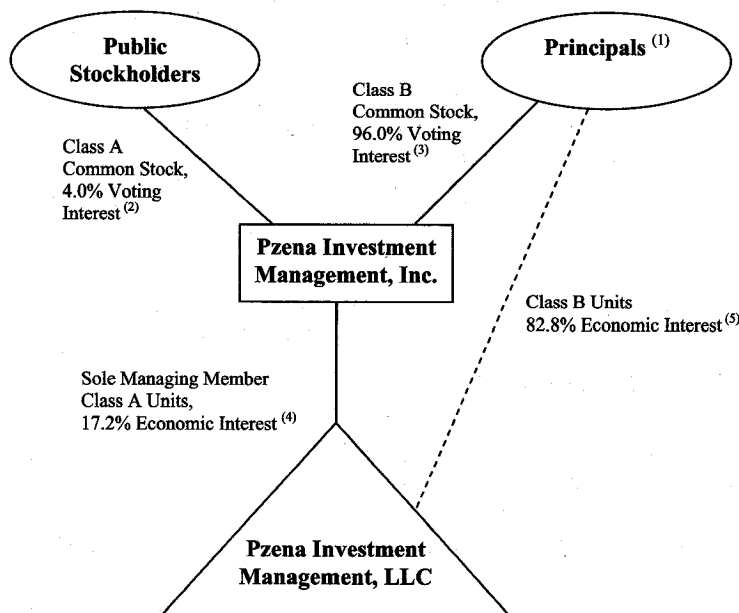 Public
Stockholders
Principals (1)
Class B
Common Stock,
96.0% Voting
Interest (3)
Class A
Common Stock,
4.0% Voting
Interest (2)
Pzena Investment
Management, Inc.
Class B Units
82.8% Economic Interest (5)
Sole Managing Member
Class A Units,
17.2% Economic Interest (4)
Pzena Investment
Management, LLC